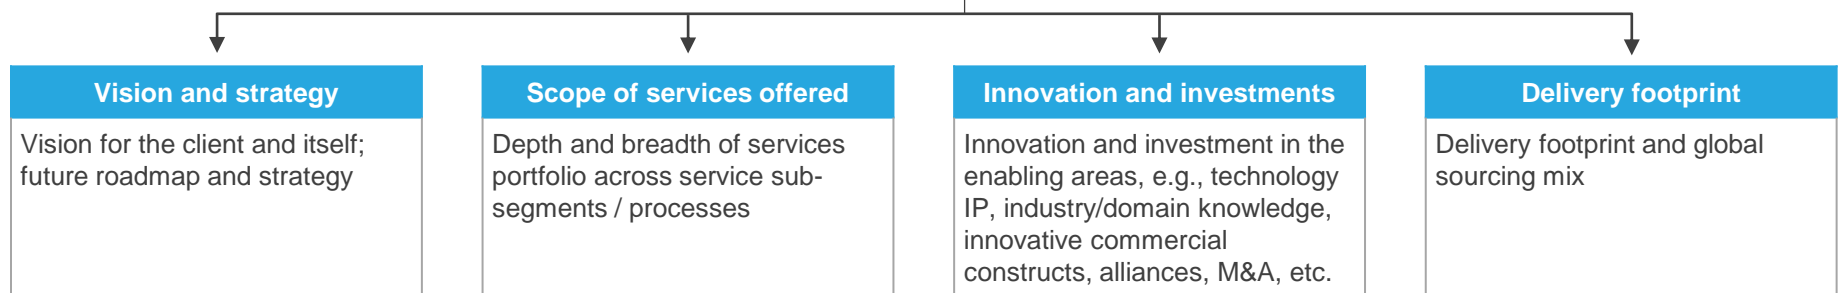 Vision and strategy
Vision for the client and itself;
future roadmap and strategy
Scope of services offered
Depth and breadth of services
portfolio across service sub-
segments / processes
Innovation and investments
Innovation and investment in the
enabling areas, e.g., technology
IP, industry/domain knowledge,
innovative commercial
constructs, alliances, M&A, etc.
Delivery footprint
Delivery footprint and global
sourcing mix